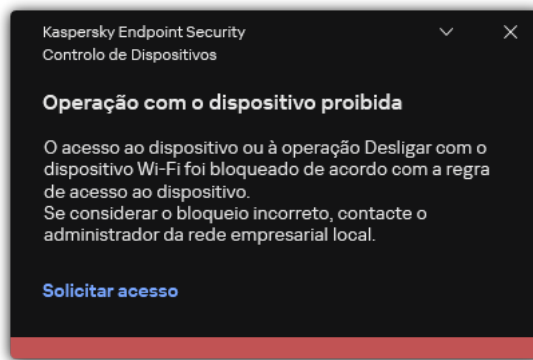 Kaspersky Endpoint Security
Controlo de Dispositivos
Operação com o dispositivo proibida
O acesso ao dispositivo ou à operação Desligar com o
dispositivo Wi-Fi foi bloqueado de acordo com a regra
de acesso ao dispositivo.
Se considerar o bloqueio incorreto, contacte o
administrador da rede empresarial local.
Solicitar acesso